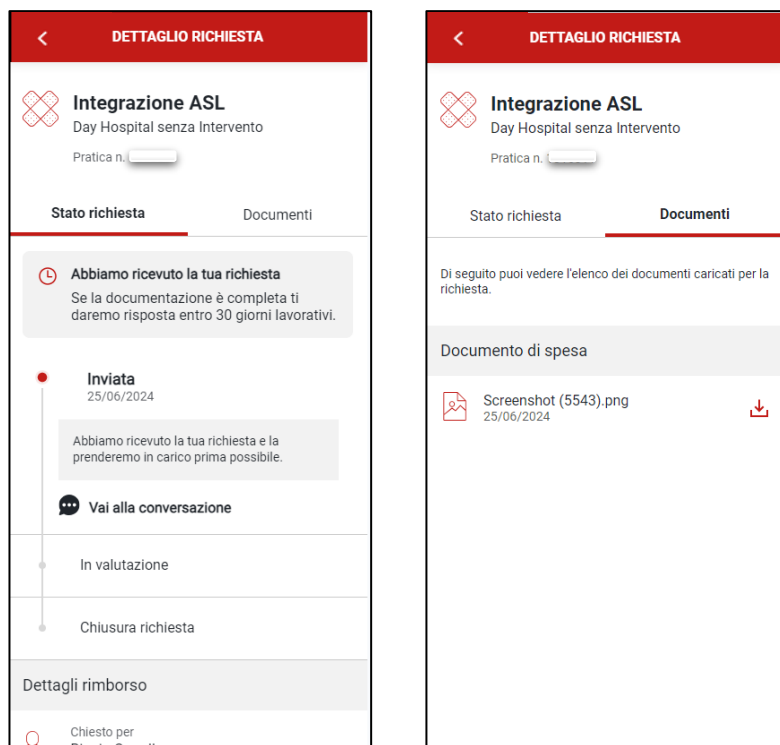 DETTAGLIO RICHIESTA
Integrazione ASL
Day Hospital senza Intervento
Pratica n.
Stato richiesta
Documenti
Abbiamo ricevuto la tua richiesta
Se la documentazione è completa ti
daremo risposta entro 30 giorni lavorativi.
Inviata
25/06/2024
Abbiamo ricevuto la tua richiesta e la
prenderemo in carico prima possibile.
Vai alla conversazione
In valutazione
Chiusura richiesta
Dettagli rimborso
Chiesto per
DETTAGLIO RICHIESTA
Integrazione ASL
Day Hospital senza Intervento
Pratica n.
Stato richiesta
Documenti
Di seguito puoi vedere l'elenco dei documenti caricati per la
richiesta.
Documento di spesa
Screenshot (5543).png
25/06/2024